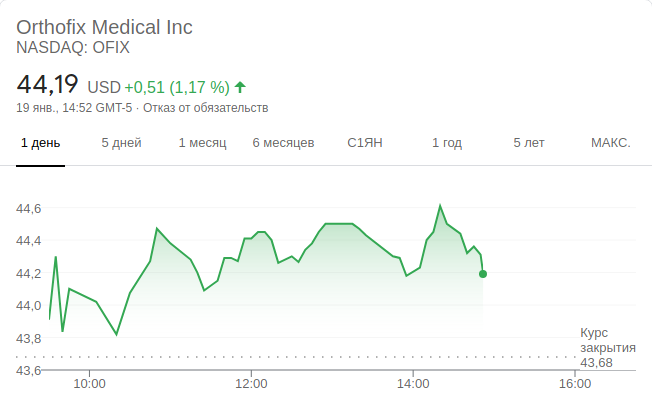 Orthofix Medical Inc
NASDAQ: OFIX
44,19 USD +0,51 (1,17 %)
19 янв., 14:52 GMT-5 · Отказ от обязательств
1 день 5 дней 1 месяц 6 месяцев С1ЯН 1 год 5 лет МАКС.
44,6
44,4
44,2
44,0
43,8
43,6
Курс
закрытия
43,68
10:00 12:00 14:00 16:00